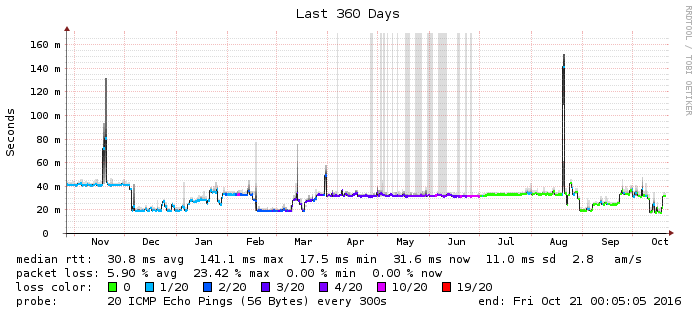 Last 360 Days
RRDTOOL / TOBI OETIKER
Seconds
160 m
140 m
120 m
100 m
80 m
60 m
40 m
20 m
0
Nov Dec Jan Feb Mar Apr May Jun Jul Aug Sep Oct
median rtt: 30.8 ms avg 141.1 ms max 17.5 ms min 31.6 ms now 11.0 ms sd 2.8 am/s
packet loss: 5.90 % avg 23.42 % max 0.00 % min 0.00 % now
loss color: 0 1/20 2/20 3/20 4/20 10/20 19/20
probe: 20 ICMP Echo Pings (56 Bytes) every 300s end: Fri Oct 21 00:05:05 2016